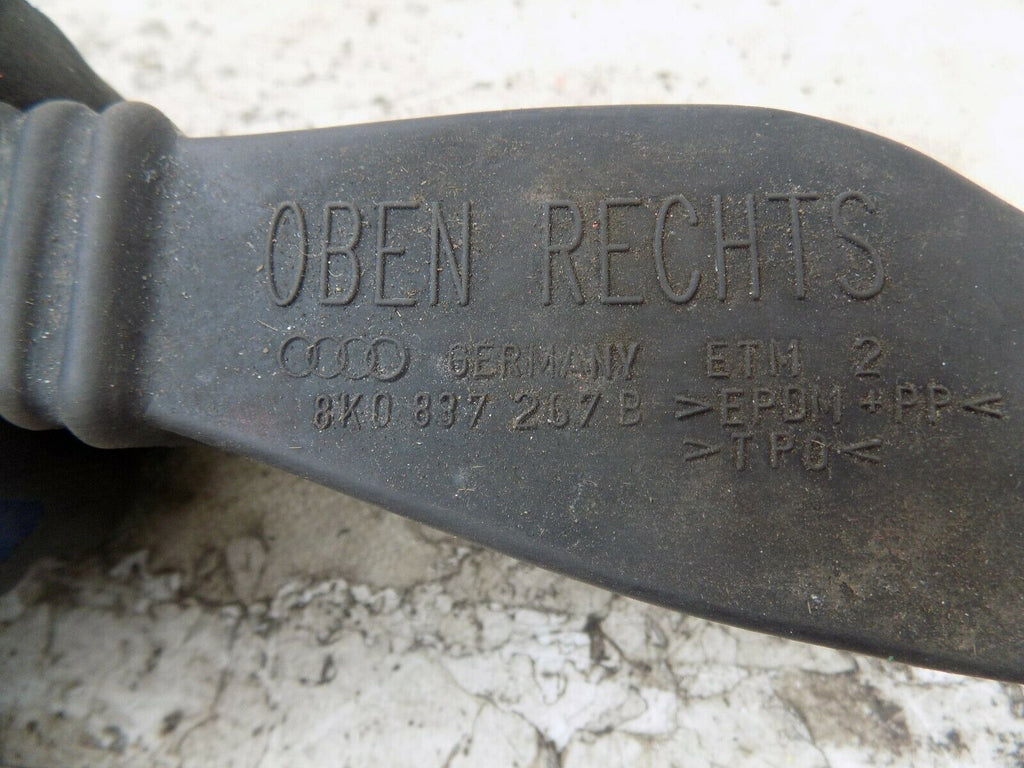 OBEN RECHTS
GERMANY ETM 2
8K0 837 267 B >EPDM+PP<
>TPO<